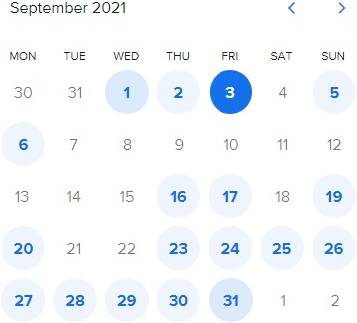 September 2021
MON TUE WED THU FRI SAT SUN
30 31 1 2 3 4 5
6 7 8 9 10 11 12
13 14 15 16 17 18 19
20 21 22 23 24 25 26
27 28 29 30 31 1 2